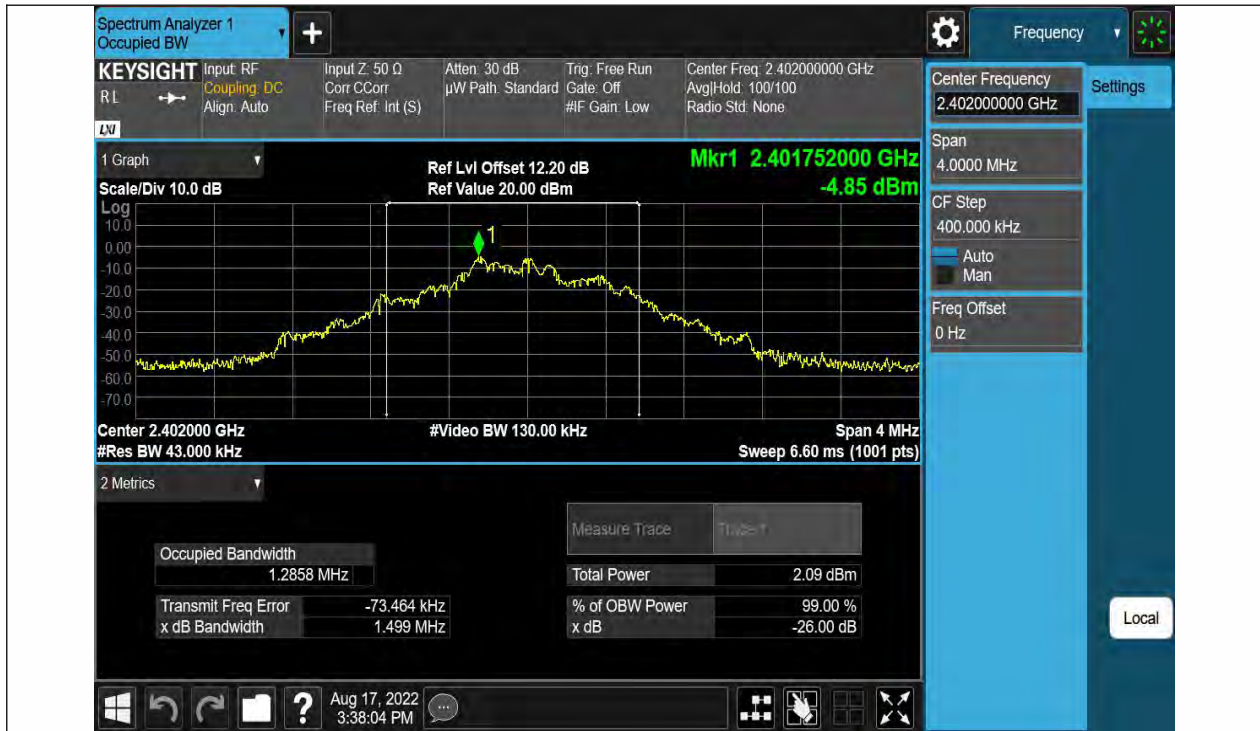 Spectrum Analyzer 1
Occupied BW
+
Frequency
KEYSIGHT
R L
LXI
Input: RF
Coupling: DC
Align: Auto
Input Z: 50 Ω
Corr CCorr
Freq Ref: Int (S)
Atten: 30 dB
µW Path: Standard
Trig: Free Run
Gate: Off
#IF Gain: Low
Center Freq: 2.402000000 GHz
Avg|Hold: 100/100
Radio Std: None
Center Frequency
2.402000000 GHz
Settings
Span
4.0000 MHz
CF Step
400.000 kHz
Auto
Man
Freq Offset
0 Hz
Local
1 Graph
Scale/Div 10.0 dB
Ref Lvl Offset 12.20 dB
Ref Value 20.00 dBm
Mkr1 2.401752000 GHz
-4.85 dBm
Log
10.0
0.00
-10.0
-20.0
-30.0
-40.0
-50.0
-60.0
-70.0
1
Center 2.402000 GHz
#Res BW 43.000 kHz
#Video BW 130.00 kHz
Span 4 MHz
Sweep 6.60 ms (1001 pts)
2 Metrics
Measure Trace
Trace 1
Occupied Bandwidth
1.2858 MHz
Total Power 2.09 dBm
Transmit Freq Error -73.464 kHz
% of OBW Power 99.00 %
x dB Bandwidth 1.499 MHz
x dB -26.00 dB
?
Aug 17, 2022
3:38:04 PM